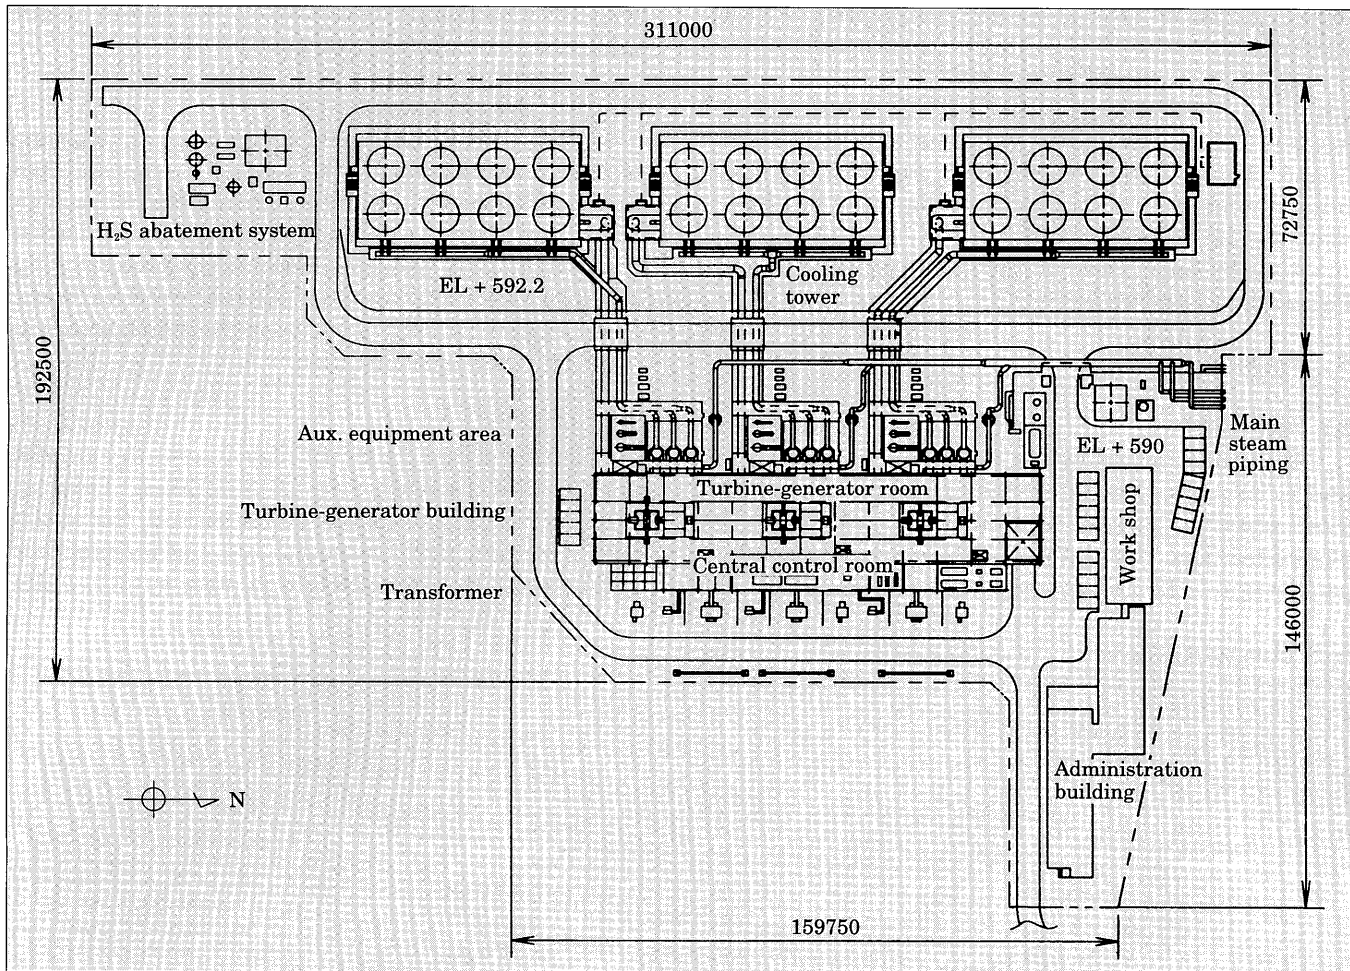 311000
H₂S abatement system
72750
Cooling
tower
EL + 592.2
192500
Aux. equipment area
Main
steam
piping
EL + 590
Turbine-generator room
Turbine-generator building
Work shop
Central control room
Transformer
146000
Administration
building
N
159750